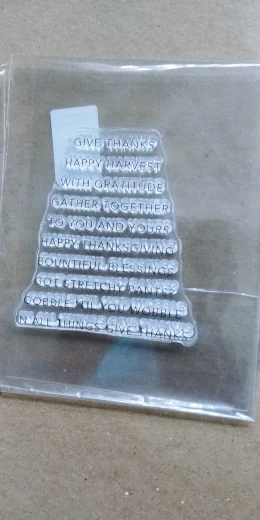 GIVE THANKS
HAPPY HARVEST
WITH GRATITUDE
GATHER TOGETHER
TO YOU AND YOURS
HAPPY THANKSGIVING
BOUNTIFUL BLESSINGS
GOT STRETCHY PANTS?
GOBBLE 'TIL YOU WOBBLE
IN ALL THINGS GIVE THANKS